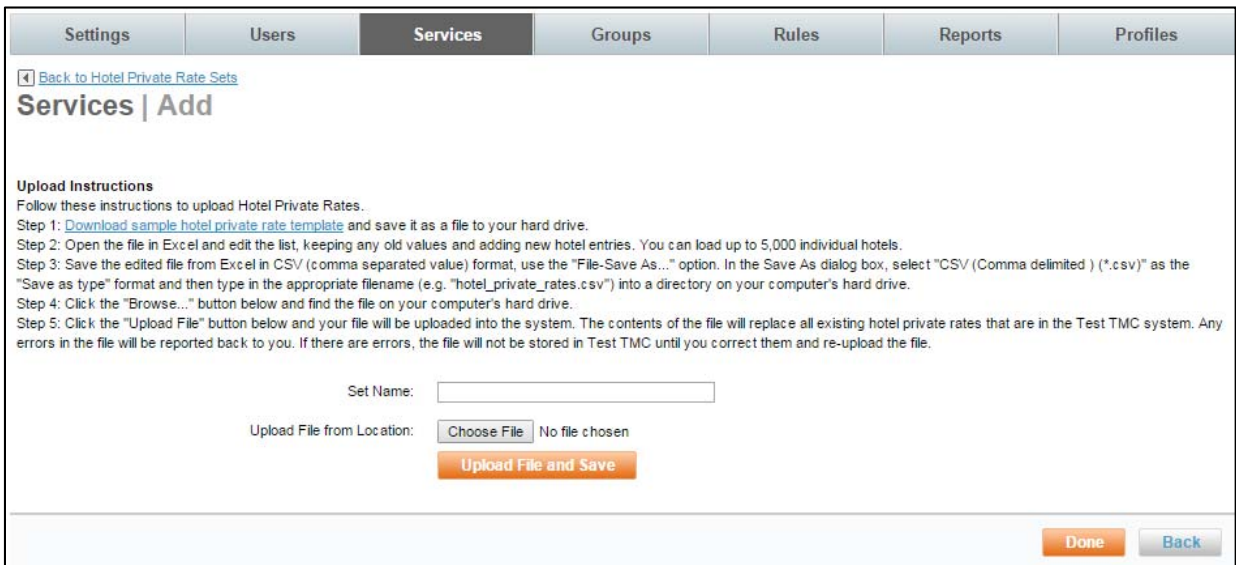 Settings Users Services Groups Rules Reports Profiles
Back to Hotel Private Rate Sets
Services | Add
Upload Instructions
Follow these instructions to upload Hotel Private Rates.
Step 1: Download sample hotel private rate template and save it as a file to your hard drive.
Step 2: Open the file in Excel and edit the list, keeping any old values and adding new hotel entries. You can load up to 5,000 individual hotels.
Step 3: Save the edited file from Excel in CSV (comma separated value) format, use the "File-Save As..." option. In the Save As dialog box, select "CSV (Comma delimited ) (*.csv)" as the
"Save as type" format and then type in the appropriate filename (e.g. "hotel_private_rates.csv") into a directory on your computer's hard drive.
Step 4: Click the "Browse..." button below and find the file on your computer's hard drive.
Step 5: Click the "Upload File" button below and your file will be uploaded into the system. The contents of the file will replace all existing hotel private rates that are in the Test TMC system. Any
errors in the file will be reported back to you. If there are errors, the file will not be stored in Test TMC until you correct them and re-upload the file.
Set Name:
Upload File from Location: Choose File No file chosen
Upload File and Save
Done Back